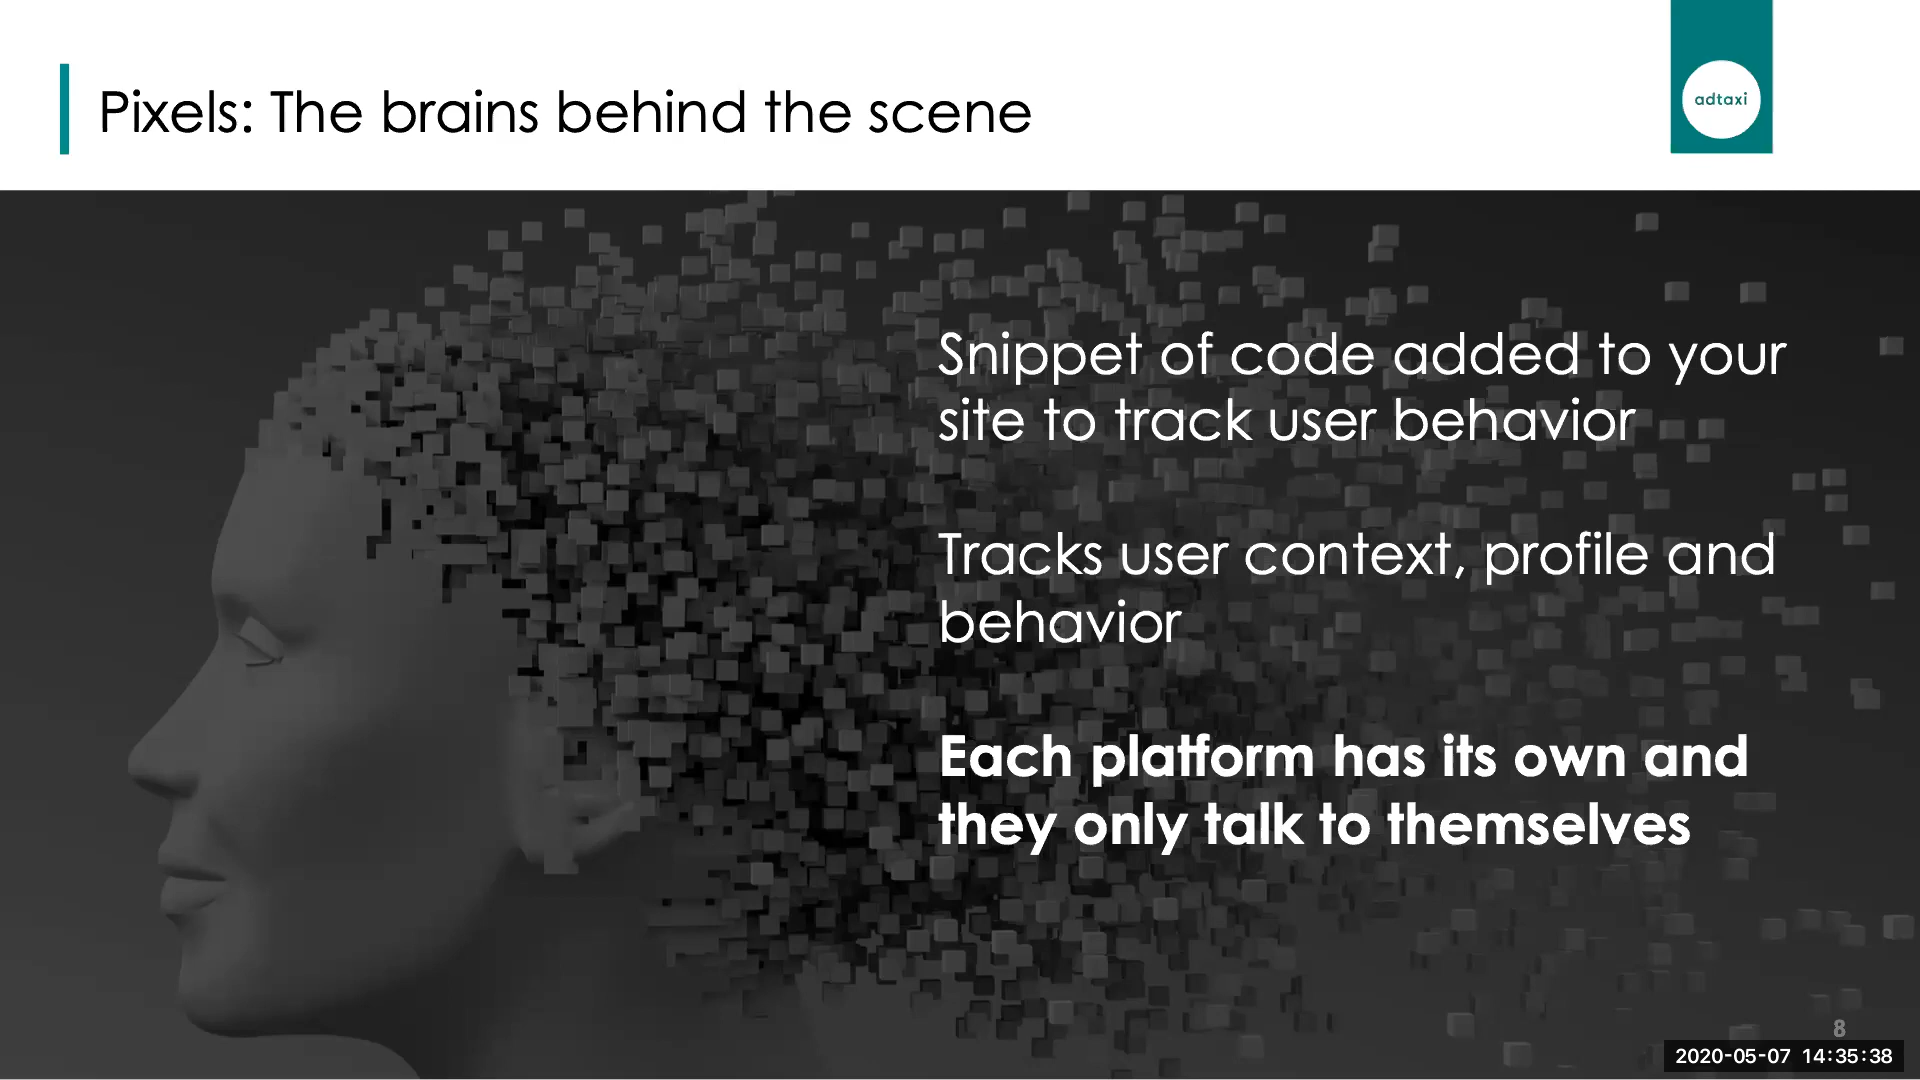 Pixels: The brains behind the scene
adtaxi
Snippet of code added to your
site to track user behavior
Tracks user context, profile and
behavior
Each platform has its own and
they only talk to themselves
8
2020-05-07 14:35:38